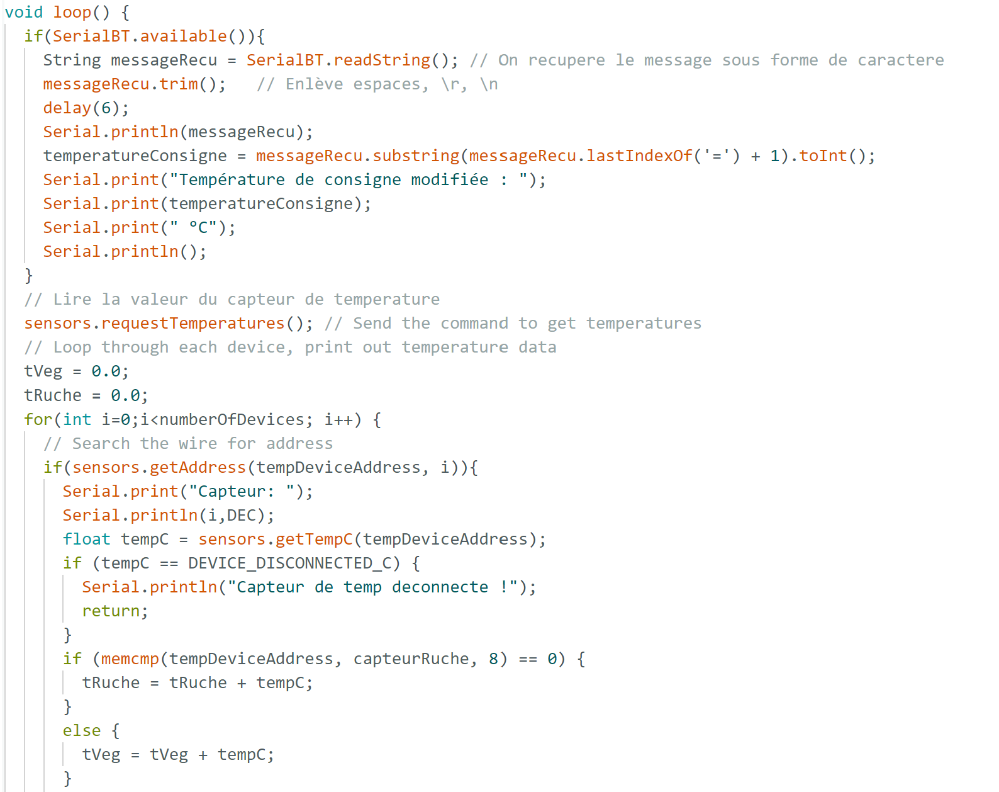 void loop() {
  if(SerialBT.available()){
    String messageRecu = SerialBT.readString(); // On recupere le message sous forme de caractere
    messageRecu.trim();   // Enlève espaces, \r, \n
    delay(6);
    Serial.println(messageRecu);
    temperatureConsigne = messageRecu.substring(messageRecu.lastIndexOf('=') + 1).toInt();
    Serial.print("Température de consigne modifiée : ");
    Serial.print(temperatureConsigne);
    Serial.print(" ºC");
    Serial.println();
  }
  // Lire la valeur du capteur de temperature
  sensors.requestTemperatures(); // Send the command to get temperatures
  // Loop through each device, print out temperature data
  tVeg = 0.0;
  tRuche = 0.0;
  for(int i=0;i<numberOfDevices; i++) {
    // Search the wire for address
    if(sensors.getAddress(tempDeviceAddress, i)){
      Serial.print("Capteur: ");
      Serial.println(i,DEC);
      float tempC = sensors.getTempC(tempDeviceAddress);
      if (tempC == DEVICE_DISCONNECTED_C) {
        Serial.println("Capteur de temp deconnecte !");
        return;
      }
      if (memcmp(tempDeviceAddress, capteurRuche, 8) == 0) {
        tRuche = tRuche + tempC;
      }
      else {
        tVeg = tVeg + tempC;
      }